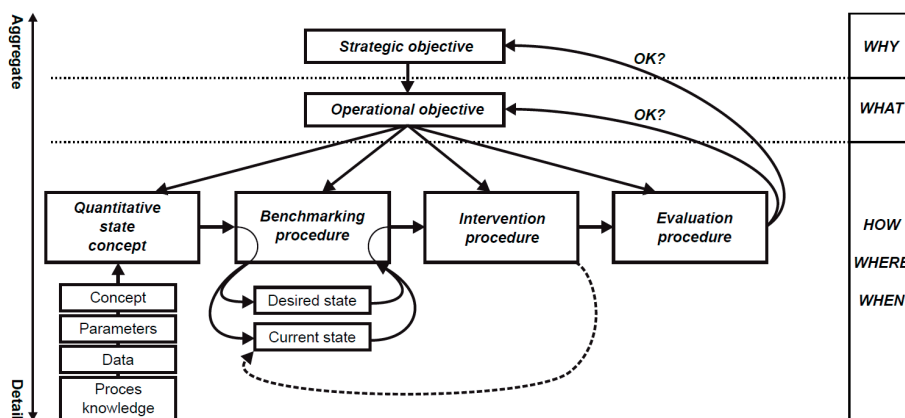 Aggregate
Strategic objective
OK?
WHY
Operational objective
OK?
WHAT
Quantitative
state
concept
Benchmarking
procedure
Intervention
procedure
Evaluation
procedure
HOW
WHERE
WHEN
Concept
Parameters
Data
Proces
knowledge
Desired state
Current state
Detail